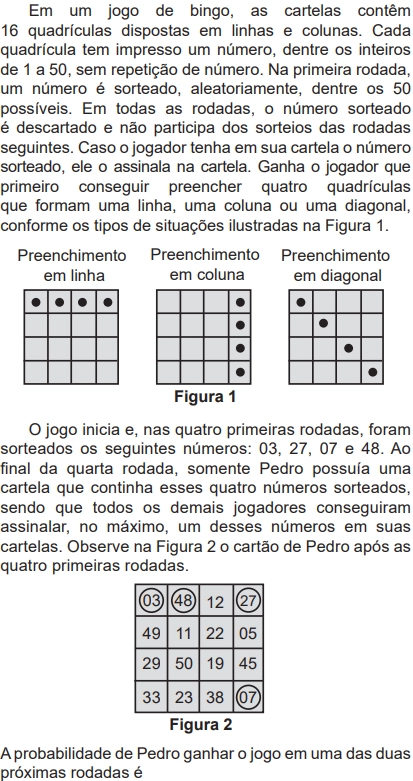 Em um jogo de bingo, as cartelas contêm
16 quadrículas dispostas em linhas e colunas. Cada
quadrícula tem impresso um número, dentre os inteiros
de 1 a 50, sem repetição de número. Na primeira rodada,
um número é sorteado, aleatoriamente, dentre os 50
possíveis. Em todas as rodadas, o número sorteado
é descartado e não participa dos sorteios das rodadas
seguintes. Caso o jogador tenha em sua cartela o número
sorteado, ele o assinala na cartela. Ganha o jogador que
primeiro conseguir preencher quatro quadrículas
que formam uma linha, uma coluna ou uma diagonal,
conforme os tipos de situações ilustradas na Figura 1.
Preenchimento em linha
Preenchimento em coluna
Preenchimento em diagonal
Figura 1
O jogo inicia e, nas quatro primeiras rodadas, foram
sorteados os seguintes números: 03, 27, 07 e 48. Ao
final da quarta rodada, somente Pedro possuía uma
cartela que continha esses quatro números sorteados,
sendo que todos os demais jogadores conseguiram
assinalar, no máximo, um desses números em suas
cartelas. Observe na Figura 2 o cartão de Pedro após as
quatro primeiras rodadas.
03 48 12 27
49 11 22 05
29 50 19 45
33 23 38 07
Figura 2
A probabilidade de Pedro ganhar o jogo em uma das duas
próximas rodadas é